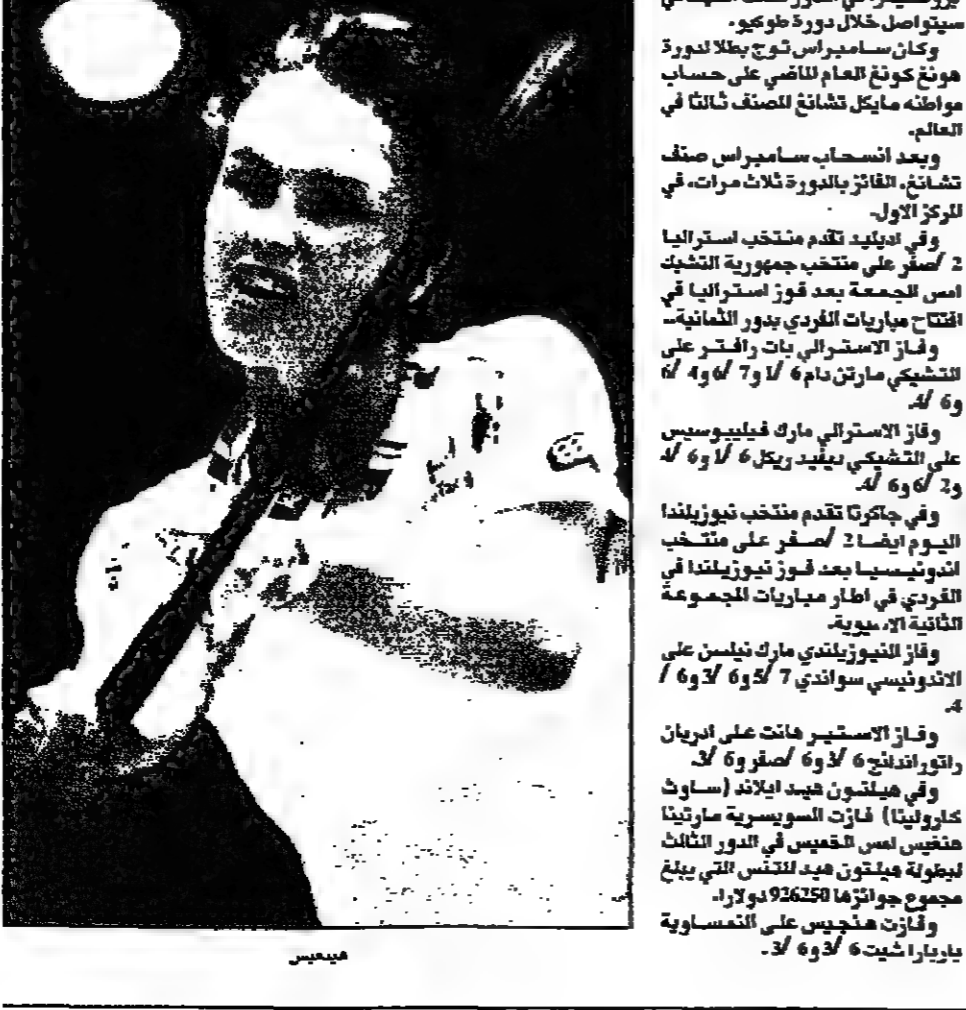 سيتواصل خلال دورة طوكيو.
وكان سامبراس توج بطلا لدورة
هونغ كونغ العام الماضي على حساب
مواطنه مايكل تشانغ المصنف ثالثا في
العالم.
وبعد انسحاب سامبراس صنف
تشانغ، الفائز بالدورة ثلاث مرات، في
المركز الاول.
وفي اديليد تقدم منتخب استراليا
2 /صفر على منتخب جمهورية التشيك
امس الجمعة بعد فوز استراليا في
افتتاح مباريات الفردي بدور الثمانية..
وفاز الاسترالي بات رافتر على
التشيكي مارتن دام 6 /1 و7 /6 و4 /6
و6 /4.
وفاز الاسترالي مارك فيليبوسيس
على التشيكي ديفيد ريكل 6 /1 و6 /4
و2 /6 و6 /4.
وفي جاكرتا تقدم منتخب نيوزيلندا
اليوم ايضا 2 /صفر على منتخب
اندونيسيا بعد فوز نيوزيلندا في
الفردي في اطار مباريات المجموعة
الثانية الاسيوية.
وفاز النيوزيلندي مارك نيلسن على
الاندونيسي سواندي 7 /5 و6 /3 و6 /
4.
وفاز الاستير هانت على ادريان
راتوراندانج 6 /3 و6 /صفر و6 /3.
وفي هيلتون هيد ايلاند (ساوث
كارولينا) فازت السويسرية مارتينا
هنغيس امس الخميس في الدور الثالث
لبطولة هيلتون هيد للتنس التي يبلغ
مجموع جوائزها 926250 دولارا.
وفازت هنجيس على النمساوية
باربارا شيت 6 /3 و6 /3.